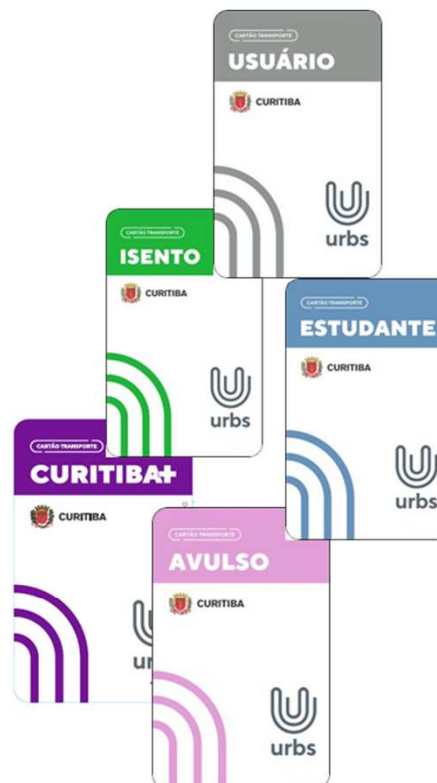 CARTÃO TRANSPORTE
USUÁRIO
CURITIBA
urbs
CARTÃO TRANSPORTE
ISENTO
CURITIBA
urbs
CARTÃO TRANSPORTE
ESTUDANTE
CURITIBA
urbs
CARTÃO TRANSPORTE
CURITIBA+
CURITIBA
ur
CARTÃO TRANSPORTE
AVULSO
CURITIBA
urbs